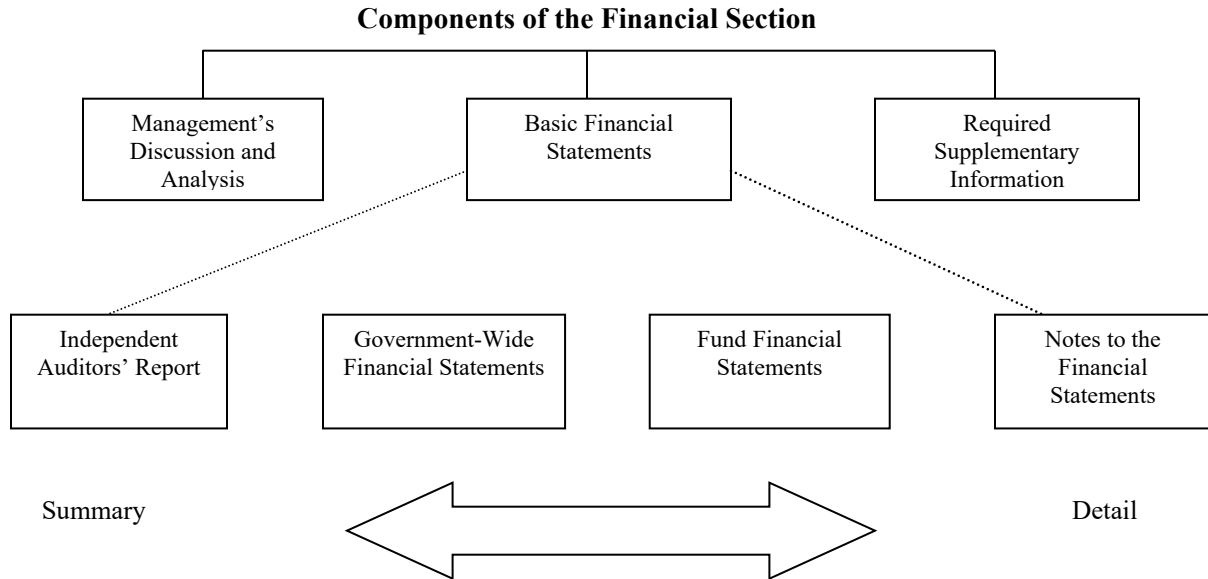 Components of the Financial Section
Management's
Discussion and
Analysis
Basic Financial
Statements
Required
Supplementary
Information
Independent
Auditors' Report
Government-Wide
Financial Statements
Fund Financial
Statements
Notes to the
Financial
Statements
Summary
Detail